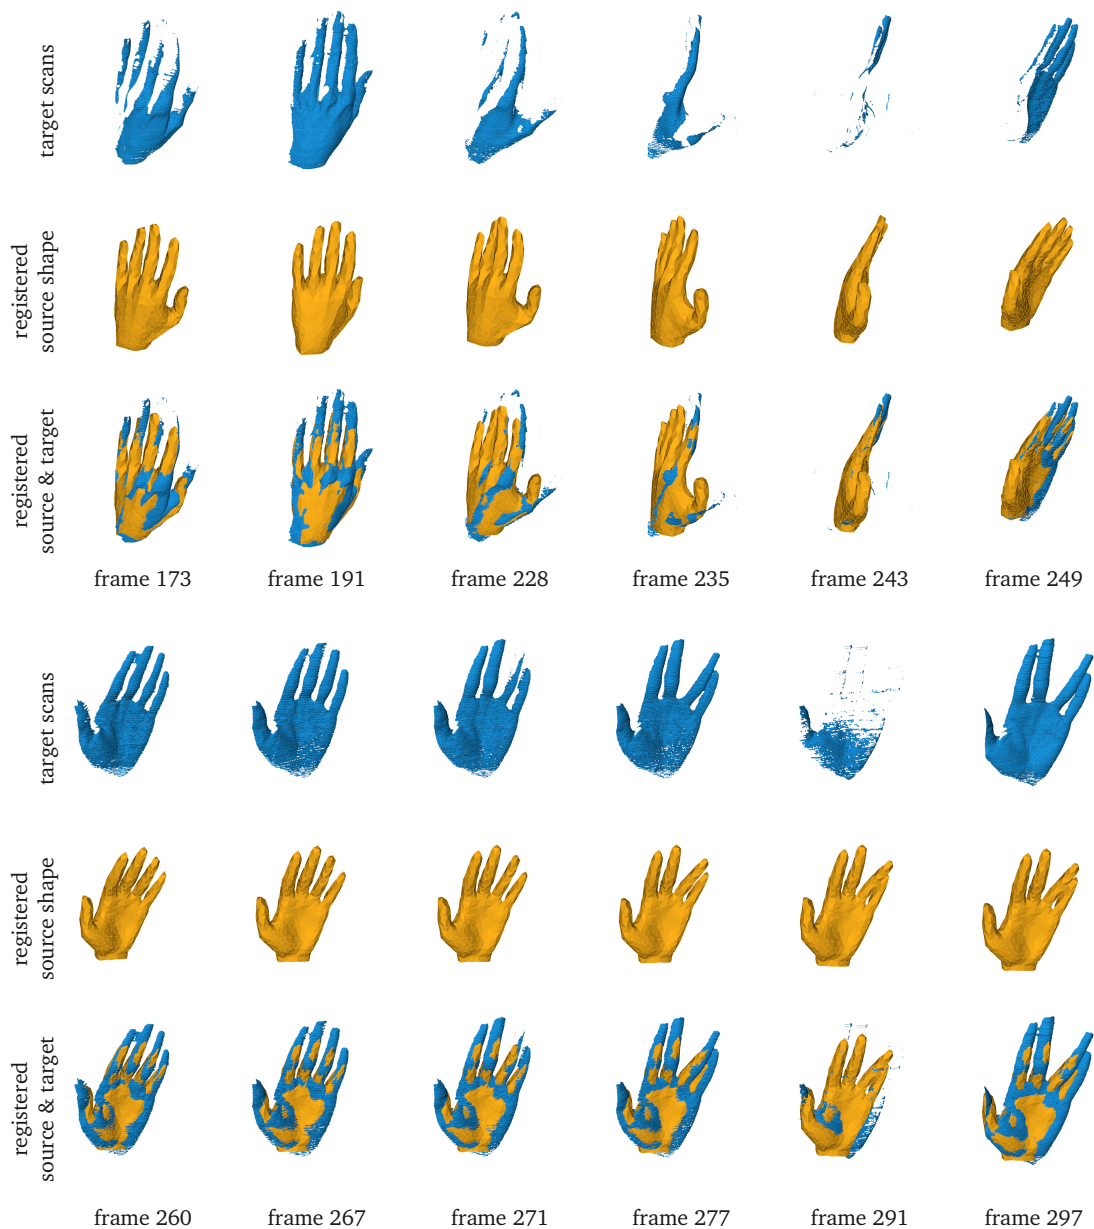 target scans
registered
source shape
registered
source & target
frame 173 frame 191 frame 228 frame 235 frame 243 frame 249
target scans
registered
source shape
registered
source & target
frame 260 frame 267 frame 271 frame 277 frame 291 frame 297